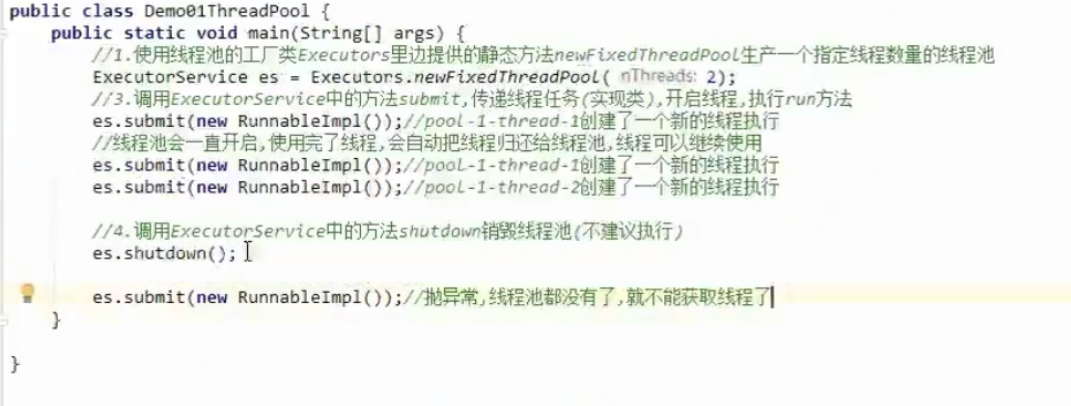 public class Demo01ThreadPool {
public static void main(String[] args) {
//1.使用线程池的工厂类Executors里边提供的静态方法newFixedThreadPool生产一个指定线程数量的线程池
ExecutorService es = Executors.newFixedThreadPool( nThreads: 2);
//3.调用ExecutorService中的方法submit,传递线程任务(实现类),开启线程,执行run方法
es.submit(new RunnableImpl());//pool-1-thread-1创建了一个新的线程执行
//线程池会一直开启,使用完了线程,会自动把线程归还给线程池,线程可以继续使用
es.submit(new RunnableImpl());//pool-1-thread-1创建了一个新的线程执行
es.submit(new RunnableImpl());//pool-1-thread-2创建了一个新的线程执行
//4.调用ExecutorService中的方法shutdown销毁线程池(不建议执行)
es.shutdown();
es.submit(new RunnableImpl());//抛异常,线程池都没有了,就不能获取线程了
}
}